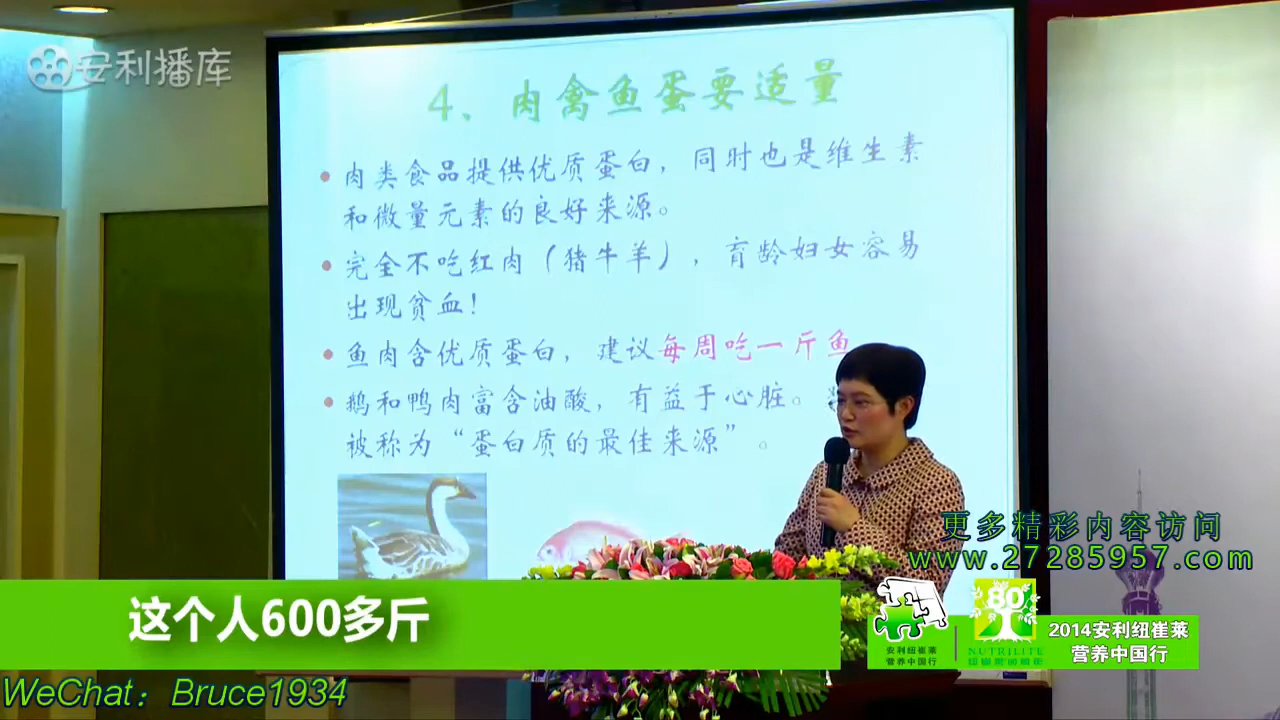 安利播库
4、肉禽鱼蛋要适量
肉类食品提供优质蛋白，同时也是维生素
和微量元素的良好来源。
完全不吃红肉（猪牛羊），育龄妇女容易
出现贫血！
鱼肉含优质蛋白，建议每周吃一斤鱼
鹅和鸭肉富含油酸，有益于心脏。
被称为“蛋白质的最佳来源”。
更多精彩内容访问
www.27285957.com
这个人600多斤
安利纽崔莱
营养中国行
80
NUTRILITE
2014安利纽崔莱
营养中国行
WeChat：Bruce1934